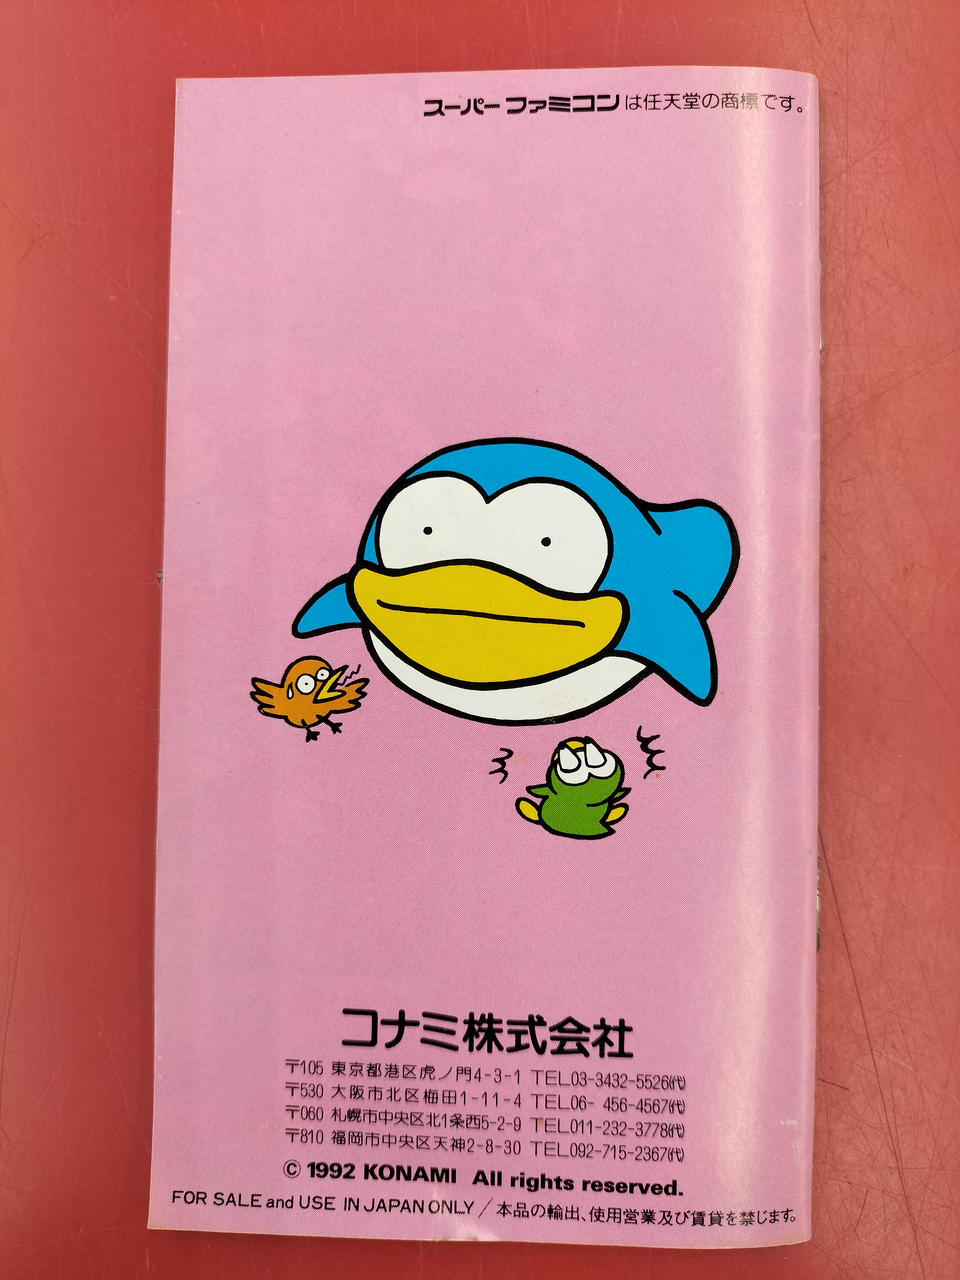 スーパーファミコンは任天堂の商標です。
コナミ株式会社
〒105 東京都港区虎ノ門4-3-1 TEL.03-3432-5526㈹
〒530 大阪市北区梅田1-11-4 TEL.06- 456-4567㈹
〒060 札幌市中央区北1条西5-2-9 TEL.011-232-3778㈹
〒810 福岡市中央区天神2-8-30 TEL.092-715-2367㈹
© 1992 KONAMI All rights reserved.
FOR SALE and USE IN JAPAN ONLY / 本品の輸出、使用営業及び賃貸を禁じます。